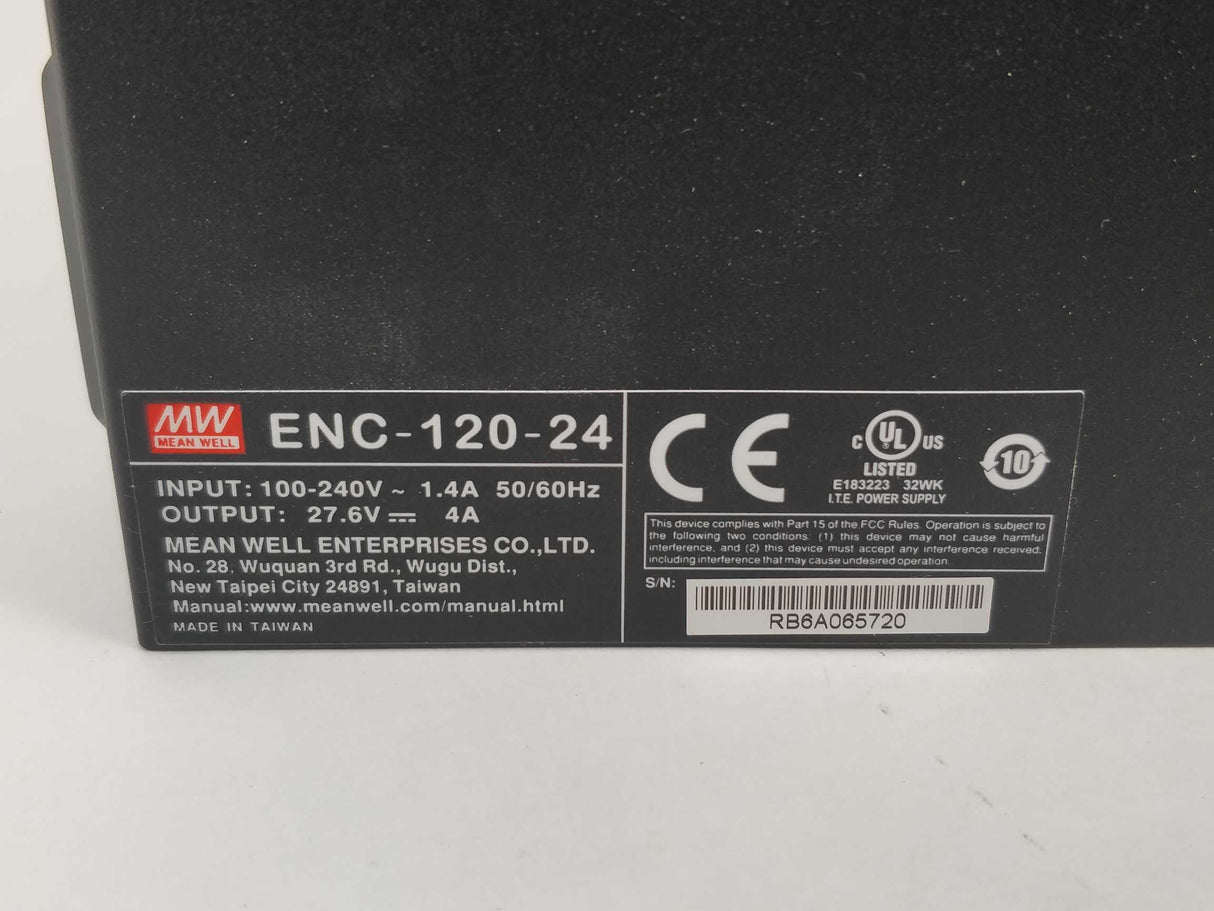 MW
MEAN WELL
ENC-120-24
INPUT: 100-240V ~ 1.4A 50/60Hz
OUTPUT: 27.6V⎓ 4A
MEAN WELL ENTERPRISES CO.,LTD.
No. 28, Wuquan 3rd Rd., Wugu Dist.,
New Taipei City 24891, Taiwan
Manual:www.meanwell.com/manual.html
MADE IN TAIWAN
CE
C UL US
®
LISTED
E183223 32WK
I.T.E. POWER SUPPLY
10
This device complies with Part 15 of the FCC Rules. Operation is subject to
the following two conditions: (1) this device may not cause harmful
interference, and (2) this device must accept any interference received,
including interference that may cause undesired operation.
S/N:
RB6A065720